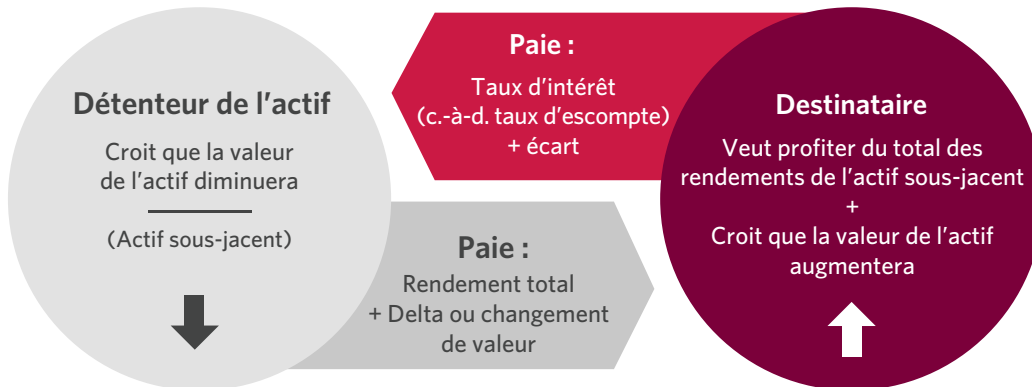 Détenteur de l'actif
Croit que la valeur
de l'actif diminuera
(Actif sous-jacent)
Paie :
Taux d'intérêt
(c.-à-d. taux d'escompte)
+ écart
Paie :
Rendement total
+ Delta ou changement
de valeur
Destinataire
Veut profiter du total des
rendements de l'actif sous-jacent
+
Croit que la valeur de l'actif
augmentera